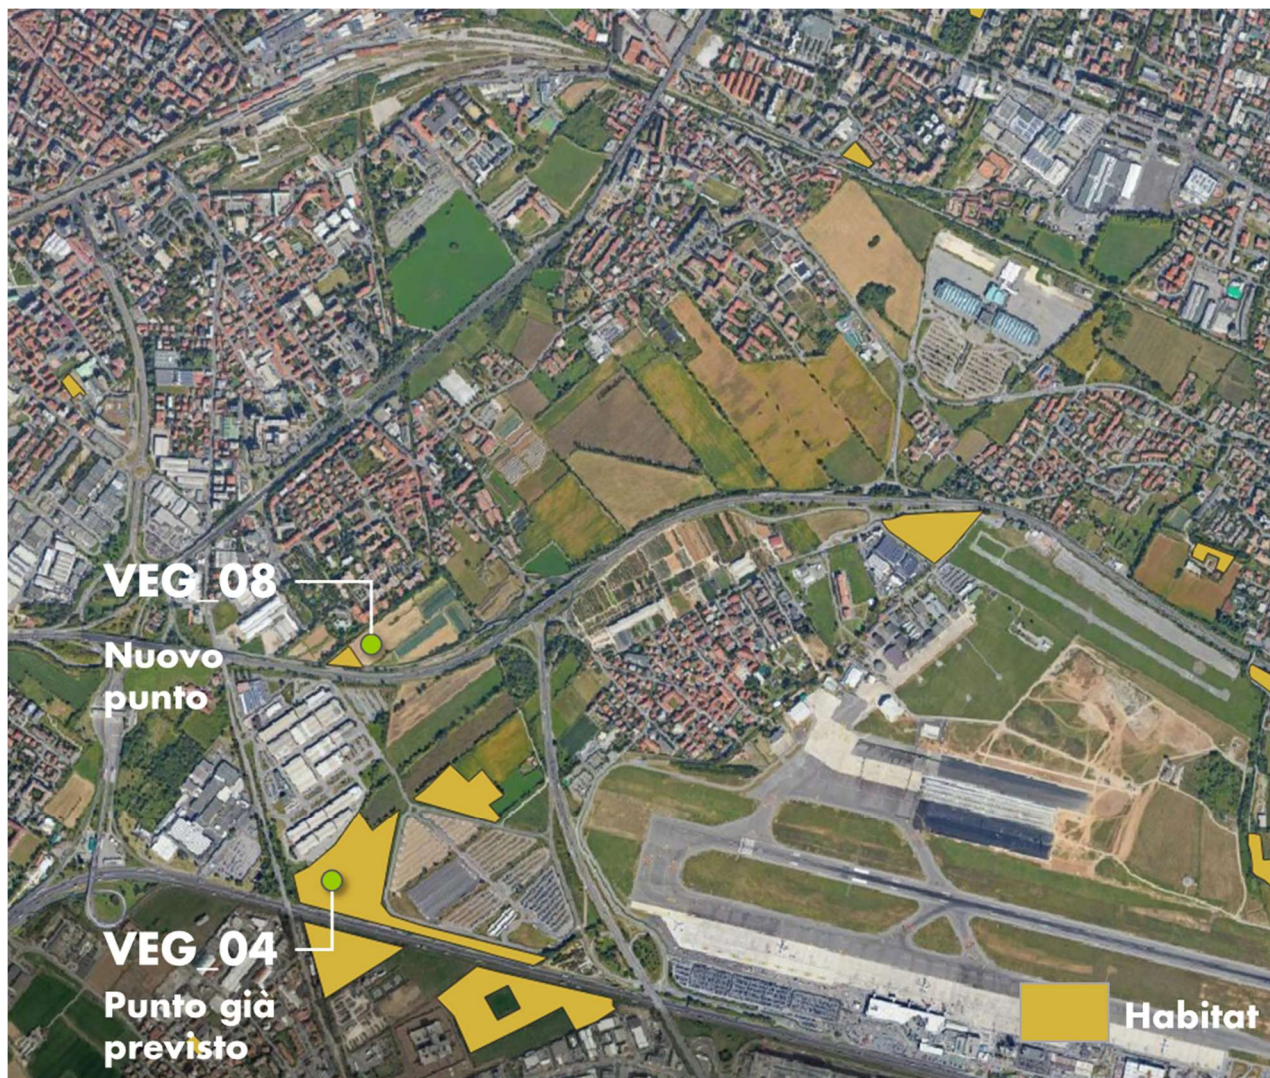 VEG_08
Nuovo
punto
VEG_04
Punto già
previsto
Habitat